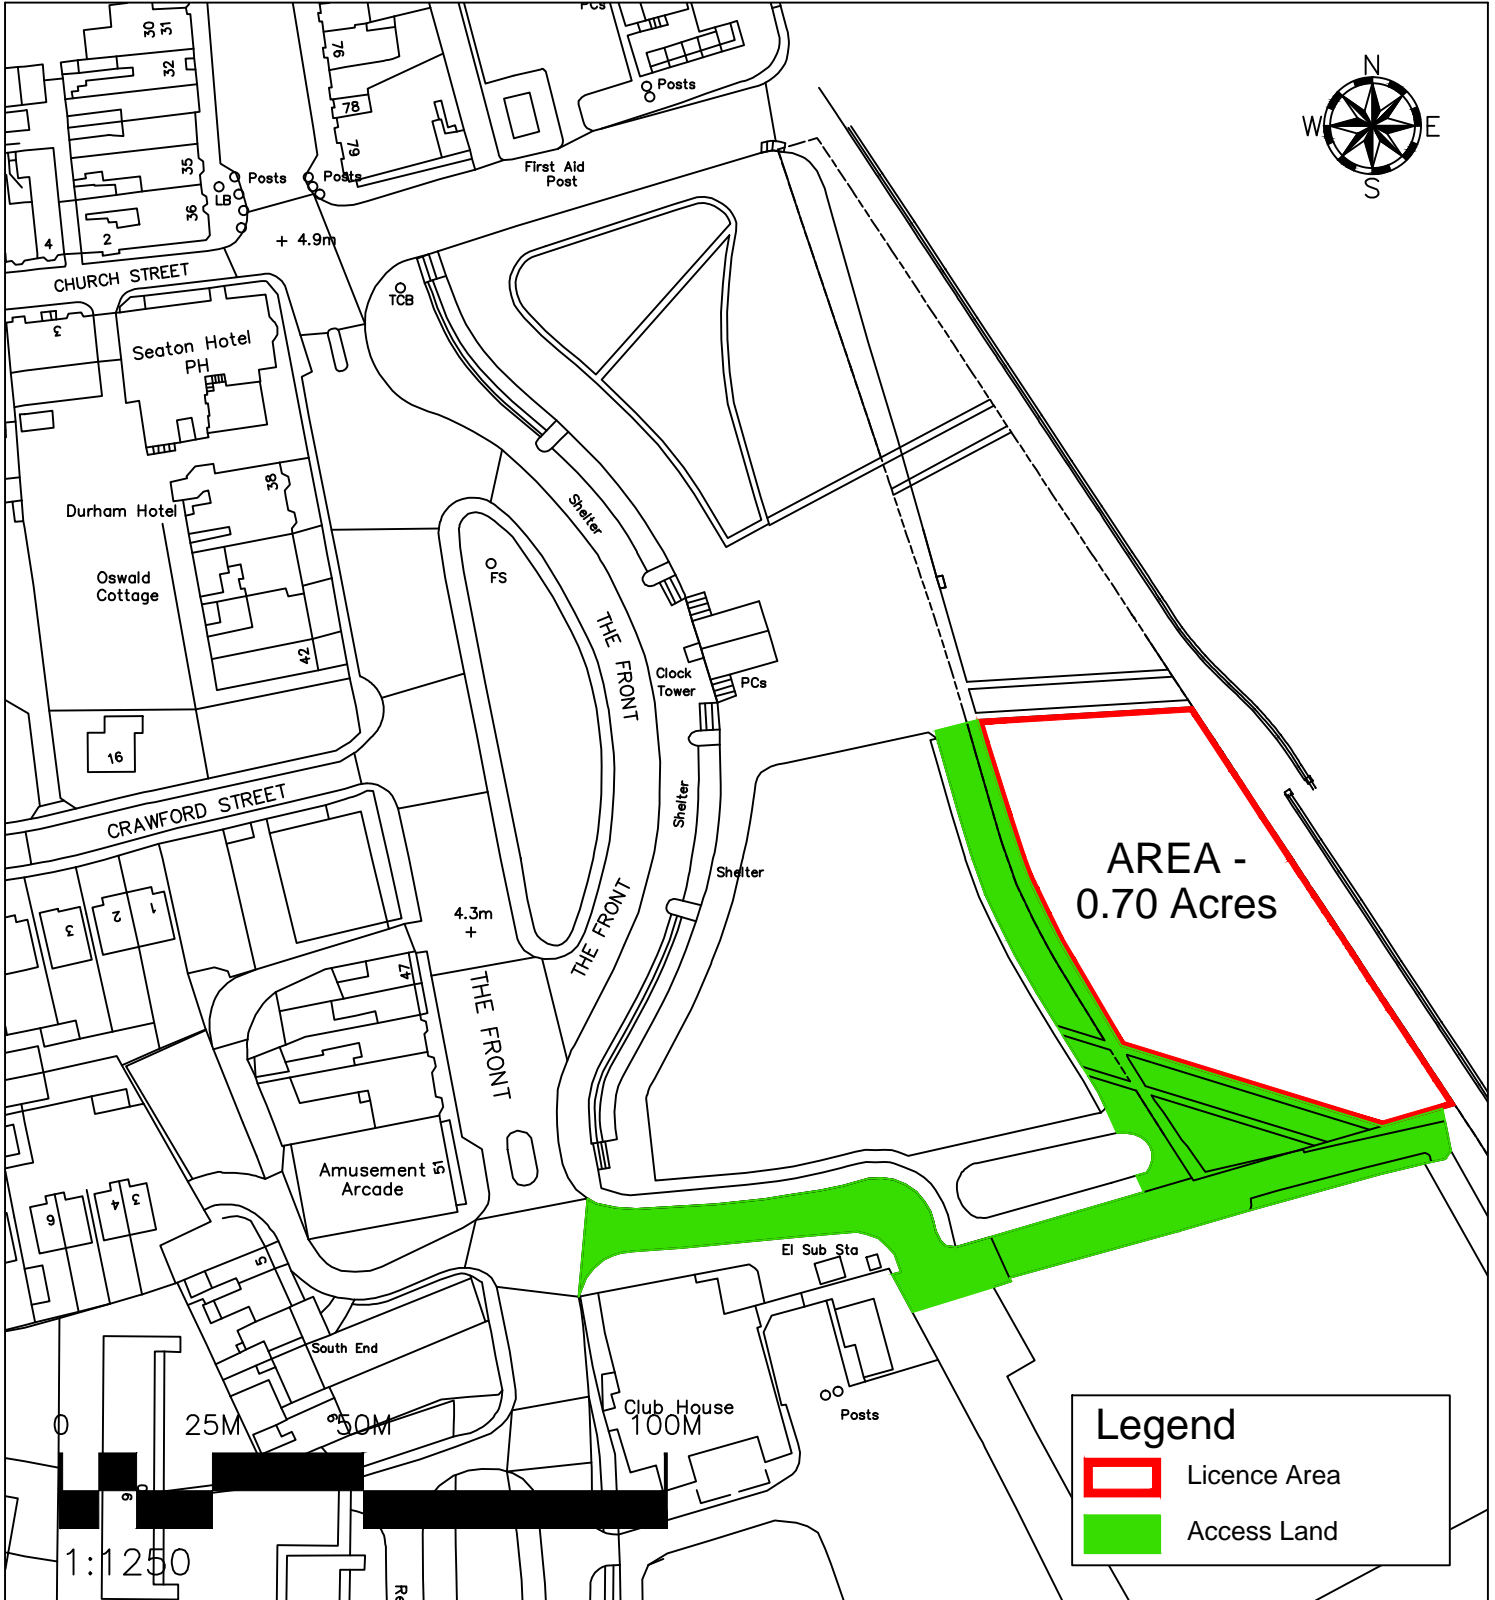 PCs
30
31
32
76
78
79
Posts
N
W
E
S
First Aid
Post
35
36
Posts
Posts
LB
4
2
+ 4.9m
CHURCH STREET
TCB
3
Seaton Hotel
PH
38
Durham Hotel
Shelter
Oswald
Cottage
FS
THE FRONT
42
Clock
Tower
PCs
16
CRAWFORD STREET
Shelter
Shelter
AREA -
0.70 Acres
3
2
1
4.3m
+
THE FRONT
47
THE FRONT
Amusement
Arcade
51
6
4
3
5
El Sub Sta
South End
9
Club House
Posts
0
25M
50M
100M
1:1250
Legend
Licence Area
Access Land